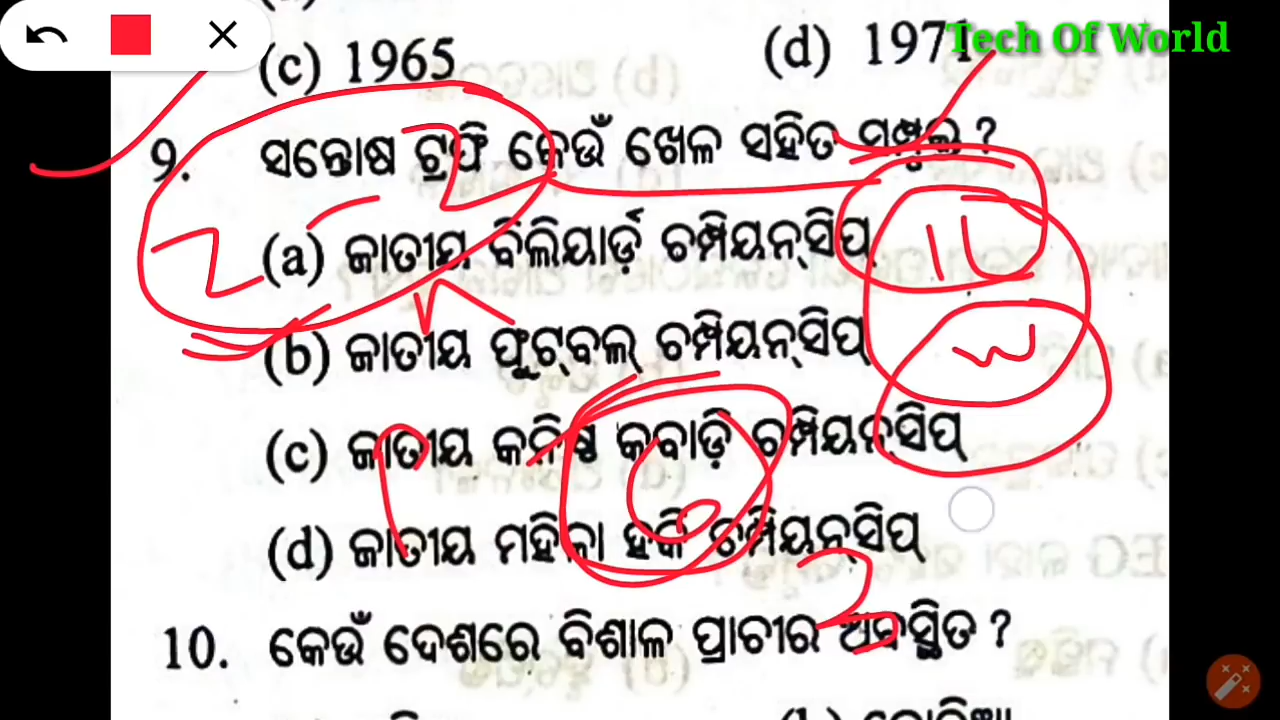 Tech Of World
(c) 1965 (d) 1971
9. ସନ୍ତୋଷ ଟ୍ରଫି କେଉଁ ଖେଳ ସହିତ ସମ୍ପୃକ୍ତ ?
(a) ଜାତୀୟ ବିଲିୟାର୍ଡ଼ ଚମ୍ପିୟନ୍‌ସିପ୍
(b) ଜାତୀୟ ଫୁଟ୍‌ବଲ୍ ଚମ୍ପିୟନ୍‌ସିପ୍
(c) ଜାତୀୟ କନିଷ୍ଠ କବାଡ଼ି ଚମ୍ପିୟନ୍‌ସିପ୍
(d) ଜାତୀୟ ମହିଳା ହକି ଚମ୍ପିୟନ୍‌ସିପ୍
10. କେଉଁ ଦେଶରେ ବିଶାଳ ପ୍ରାଚୀର ଅବସ୍ଥିତ ?